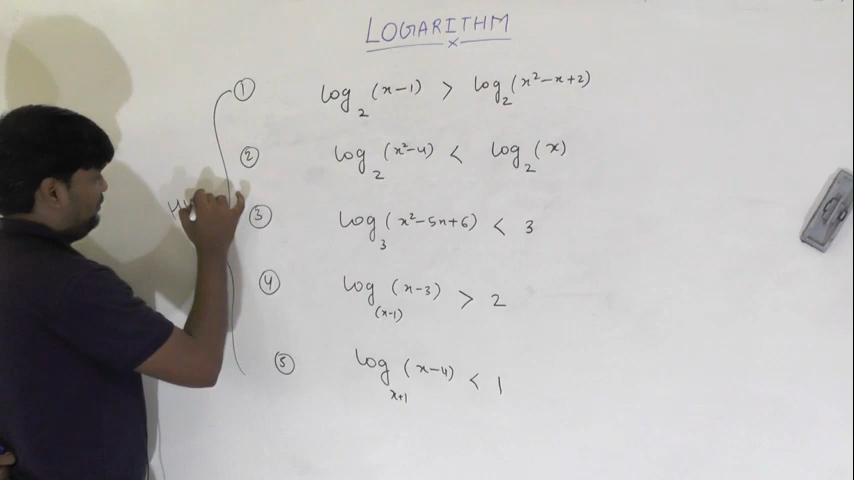 LOGARITHM
① log₂(x-1) > log₂(x²-x+2)
② log₂(x²-4) < log₂(x)
③ log₃(x²-5x+6) < 3
④ log₍ₓ₋₁₎(x-3) > 2
⑤ logₓ₊₁(x-4) < 1